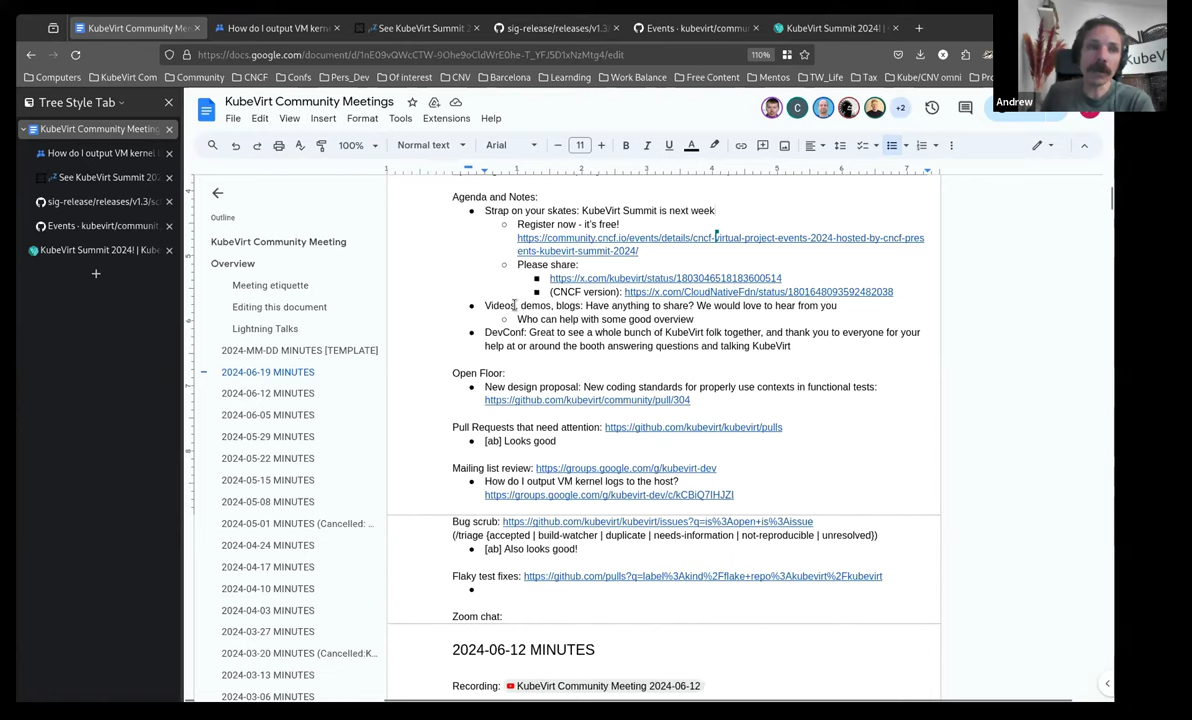 KubeVirt Community Mee
How do I output VM kernel
See KubeVirt Summit 2
sig-release/releases/v1.3/
Events · kubevirt/commu
KubeVirt Summit 2024!
https://docs.google.com/document/d/1nE09vQWcCTW-9Ohe9oCIdWrE0he-T_YFJ5D1xNzMtg4/edit
110%
Computers
KubeVirt Com
Community
CNCF
Confs
Pers_Dev
Of interest
CNV
Barcelona
Learning
Work Balance
Free Content
Mentos
TW_Life
Tax
Kube/CNV omni
Andrew
Tree Style Tab
KubeVirt Community Meeting
How do I output VM kernel
See KubeVirt Summit 202
sig-release/releases/v1.3/sc
Events · kubevirt/commun
KubeVirt Summit 2024!
KubeVirt Community Meetings
File Edit View Insert Format Tools Extensions Help
+2
100% Normal text Arial 11
Outline
KubeVirt Community Meeting
Overview
Meeting etiquette
Editing this document
Lightning Talks
2024-MM-DD MINUTES [TEMPLATE]
2024-06-19 MINUTES
2024-06-12 MINUTES
2024-06-05 MINUTES
2024-05-29 MINUTES
2024-05-22 MINUTES
2024-05-15 MINUTES
2024-05-08 MINUTES
2024-05-01 MINUTES (Cancelled: ...
2024-04-24 MINUTES
2024-04-17 MINUTES
2024-04-10 MINUTES
2024-04-03 MINUTES
2024-03-27 MINUTES
2024-03-20 MINUTES (Cancelled:K...
2024-03-13 MINUTES
2024-03-06 MINUTES
1 1 2 3 4 5 6 7
Agenda and Notes:
● Strap on your skates: KubeVirt Summit is next week
○ Register now - it's free!
https://community.cncf.io/events/details/cncf-virtual-project-events-2024-hosted-by-cncf-pres
ents-kubevirt-summit-2024/
○ Please share:
■ https://x.com/kubevirt/status/1803046518183600514
■ (CNCF version): https://x.com/CloudNativeFdn/status/1801648093592482038
● Videos, demos, blogs: Have anything to share? We would love to hear from you
○ Who can help with some good overview
● DevConf: Great to see a whole bunch of KubeVirt folk together, and thank you to everyone for your
help at or around the booth answering questions and talking KubeVirt
Open Floor:
● New design proposal: New coding standards for properly use contexts in functional tests:
https://github.com/kubevirt/community/pull/304
Pull Requests that need attention: https://github.com/kubevirt/kubevirt/pulls
● [ab] Looks good
Mailing list review: https://groups.google.com/g/kubevirt-dev
● How do I output VM kernel logs to the host?
https://groups.google.com/g/kubevirt-dev/c/kCBiQ7IHJZI
Bug scrub: https://github.com/kubevirt/kubevirt/issues?q=is%3Aopen+is%3Aissue
(/triage {accepted | build-watcher | duplicate | needs-information | not-reproducible | unresolved})
● [ab] Also looks good!
Flaky test fixes: https://github.com/pulls?q=label%3Akind%2Fflake+repo%3Akubevirt%2Fkubevirt
●
Zoom chat:
2024-06-12 MINUTES
Recording: KubeVirt Community Meeting 2024-06-12